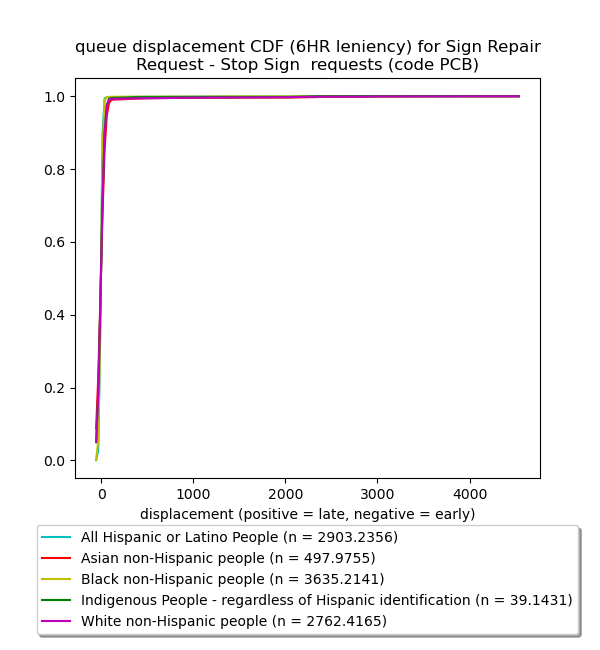 queue displacement CDF (6HR leniency) for Sign Repair
Request - Stop Sign  requests (code PCB)
1.0
0.8
0.6
0.4
0.2
0.0
0 1000 2000 3000 4000
displacement (positive = late, negative = early)
All Hispanic or Latino People (n = 2903.2356)
Asian non-Hispanic people (n = 497.9755)
Black non-Hispanic people (n = 3635.2141)
Indigenous People - regardless of Hispanic identification (n = 39.1431)
White non-Hispanic people (n = 2762.4165)